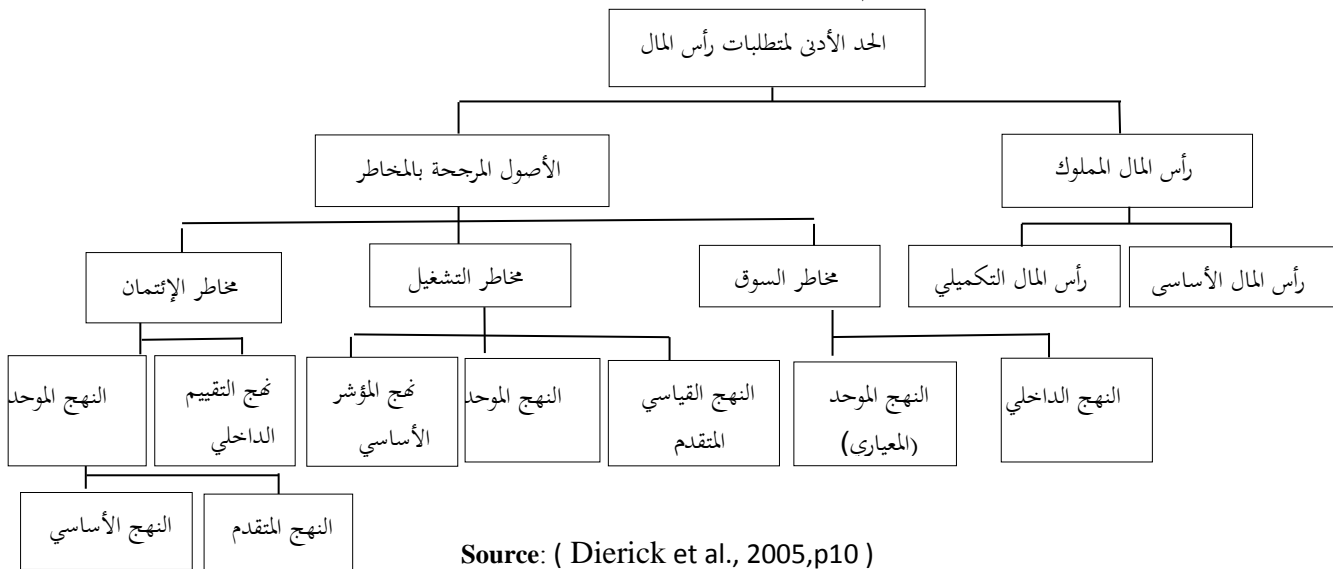 الحد الأدنى لمتطلبات رأس المال
رأس المال المملوك
الأصول المرجحة بالمخاطر
رأس المال الأساسى
رأس المال التكميلي
مخاطر السوق
مخاطر التشغيل
مخاطر الإئتمان
النهج الداخلي
النهج الموحد
(المعيارى)
النهج القياسي
المتقدم
النهج الموحد
نهج المؤشر
الأساسي
نهج التقييم
الداخلي
النهج الموحد
النهج المتقدم
النهج الأساسي
Source: ( Dierick et al., 2005,p10 )